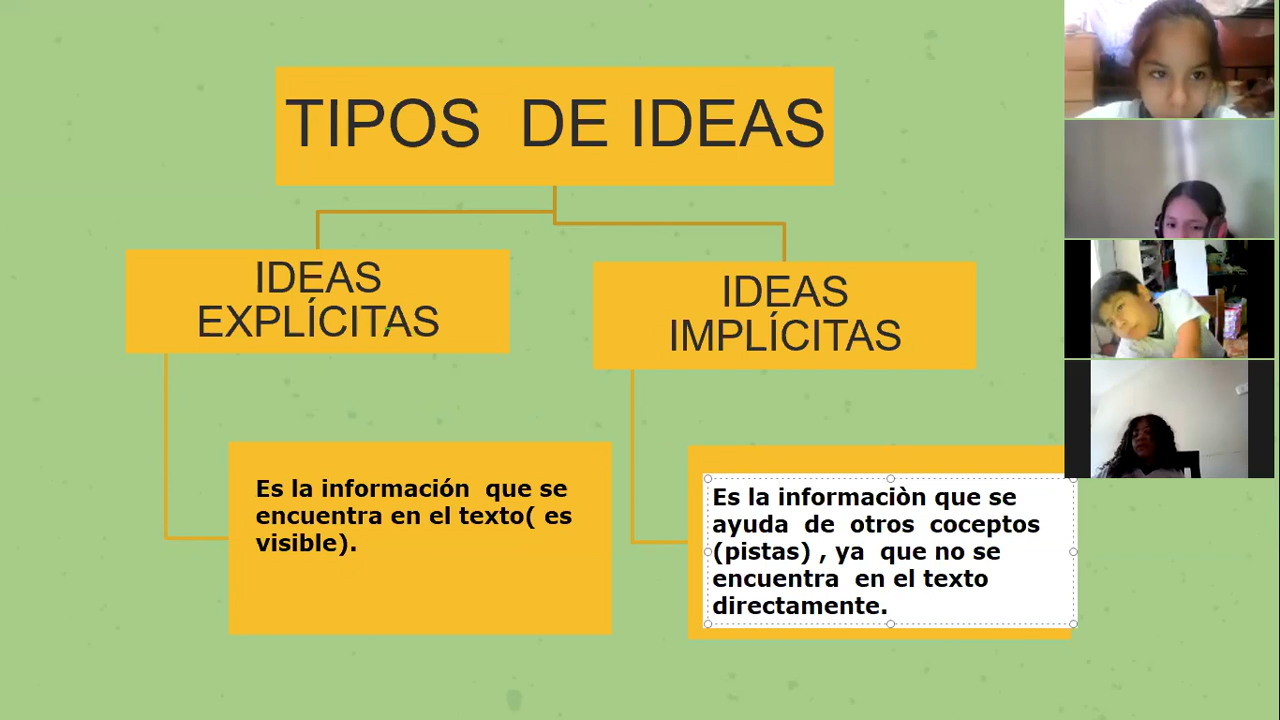 TIPOS DE IDEAS
IDEAS
EXPLÍCITAS
IDEAS
IMPLÍCITAS
Es la información que se
encuentra en el texto( es
visible).
Es la informaciòn que se
ayuda de otros coceptos
(pistas) , ya que no se
encuentra en el texto
directamente.